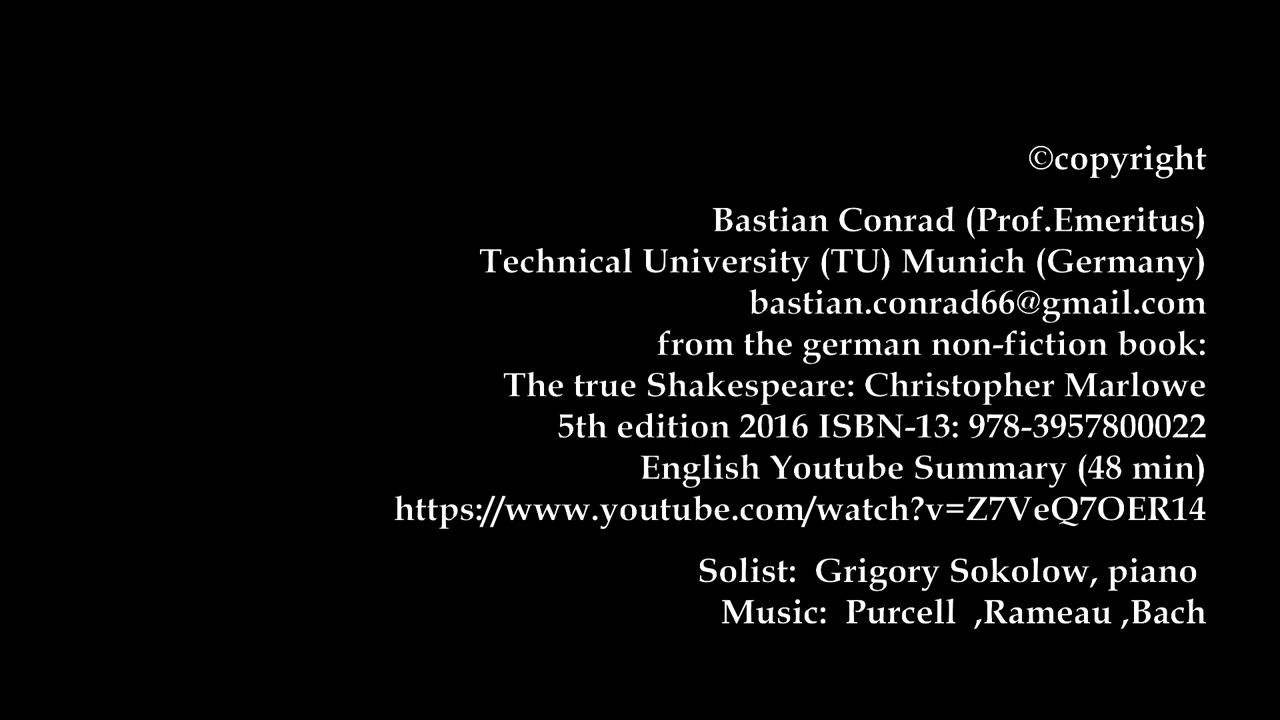 ©copyright
Bastian Conrad (Prof.Emeritus)
Technical University (TU) Munich (Germany)
bastian.conrad66@gmail.com
from the german non-fiction book:
The true Shakespeare: Christopher Marlowe
5th edition 2016 ISBN-13: 978-3957800022
English Youtube Summary (48 min)
https://www.youtube.com/watch?v=Z7VeQ7OER14
Solist:  Grigory Sokolow, piano
Music:  Purcell  ,Rameau ,Bach